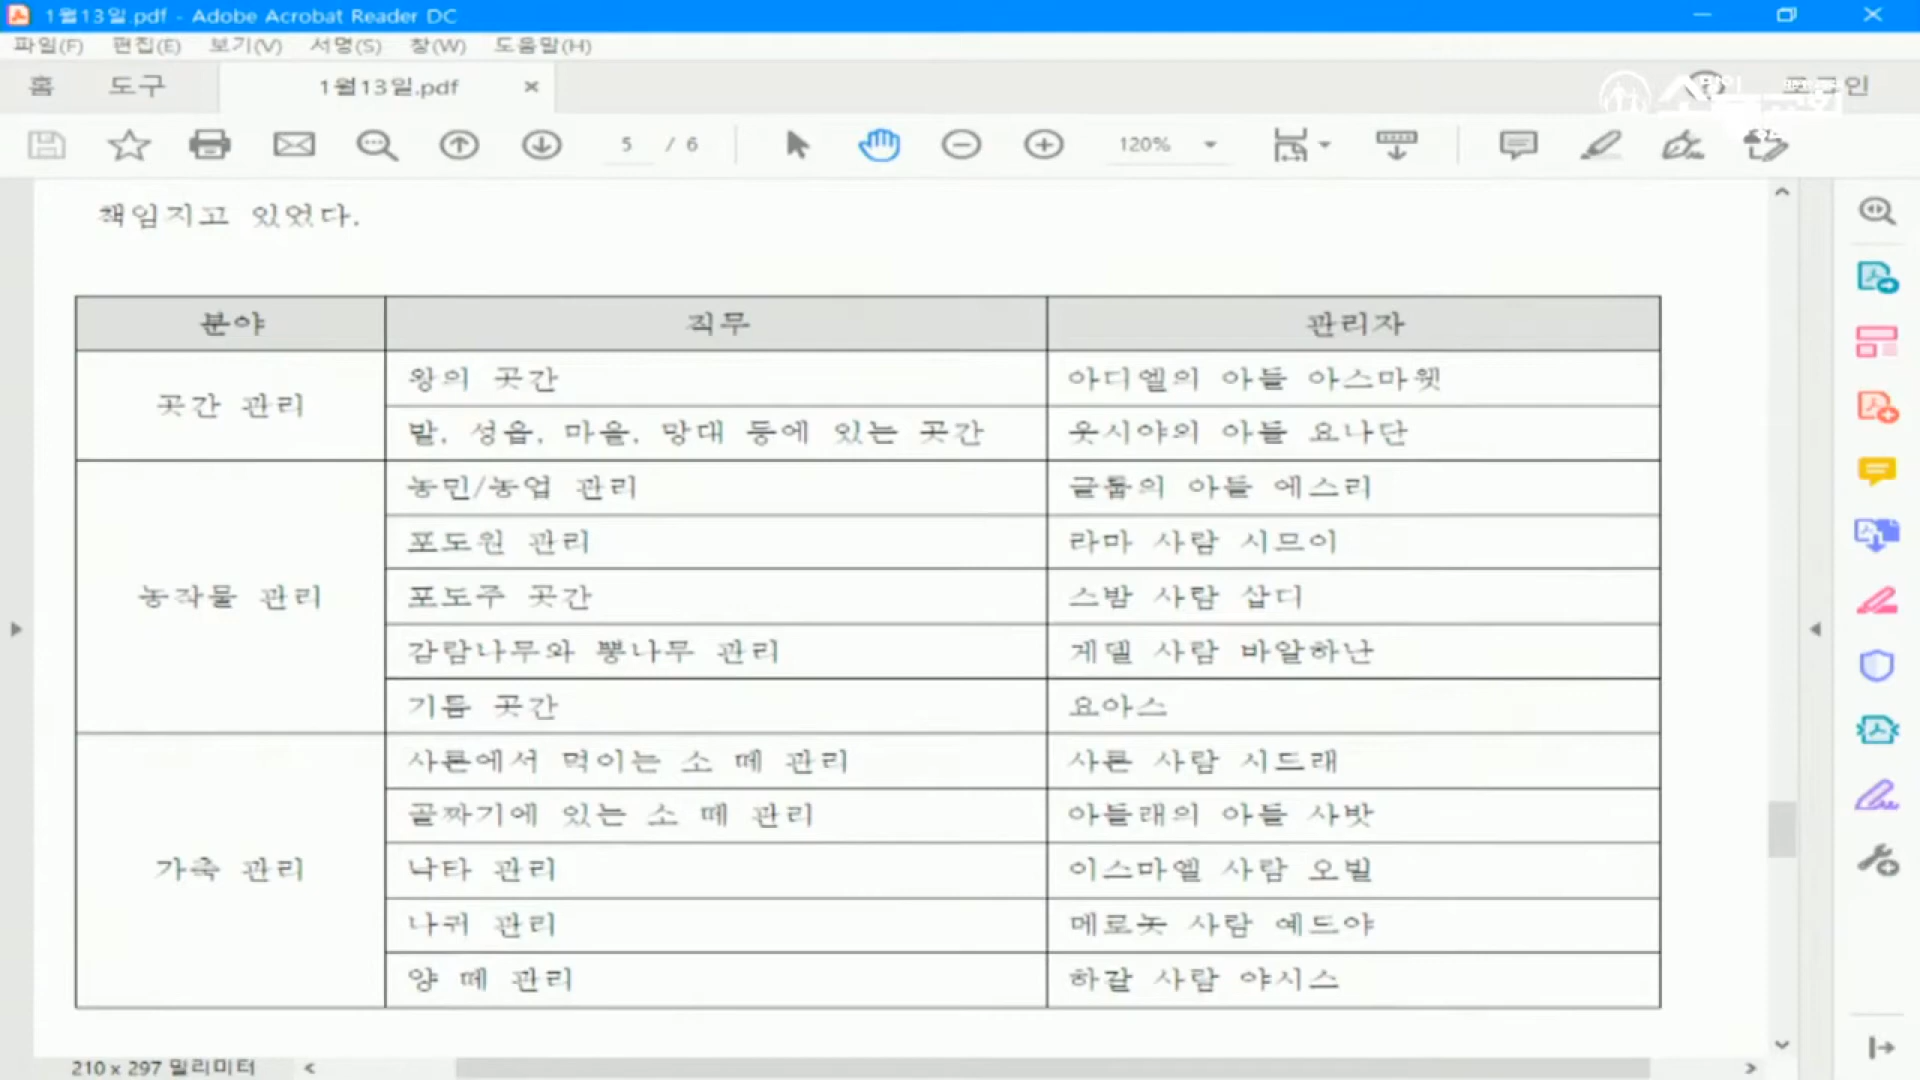 1월13일.pdf - Adobe Acrobat Reader DC
파일(F) 편집(E) 보기(V) 서명(S) 창(W) 도움말(H)
홈 도구 1월13일.pdf
5 / 6 120%
책임지고 있었다.
분야 직무 관리자
곳간 관리
왕의 곳간 아디엘의 아들 아스마웻
밭, 성읍, 마을, 망대 등에 있는 곳간 웃시야의 아들 요나단
농작물 관리
농민/농업 관리 글룹의 아들 에스리
포도원 관리 라마 사람 시므이
포도주 곳간 스밤 사람 삽디
감람나무와 뽕나무 관리 게델 사람 바알하난
기름 곳간 요아스
가축 관리
사론에서 먹이는 소 떼 관리 사론 사람 시드래
골짜기에 있는 소 떼 관리 아들래의 아들 사밧
낙타 관리 이스마엘 사람 오빌
나귀 관리 메로놋 사람 예드야
양 떼 관리 하갈 사람 야시스
210 x 297 밀리미터